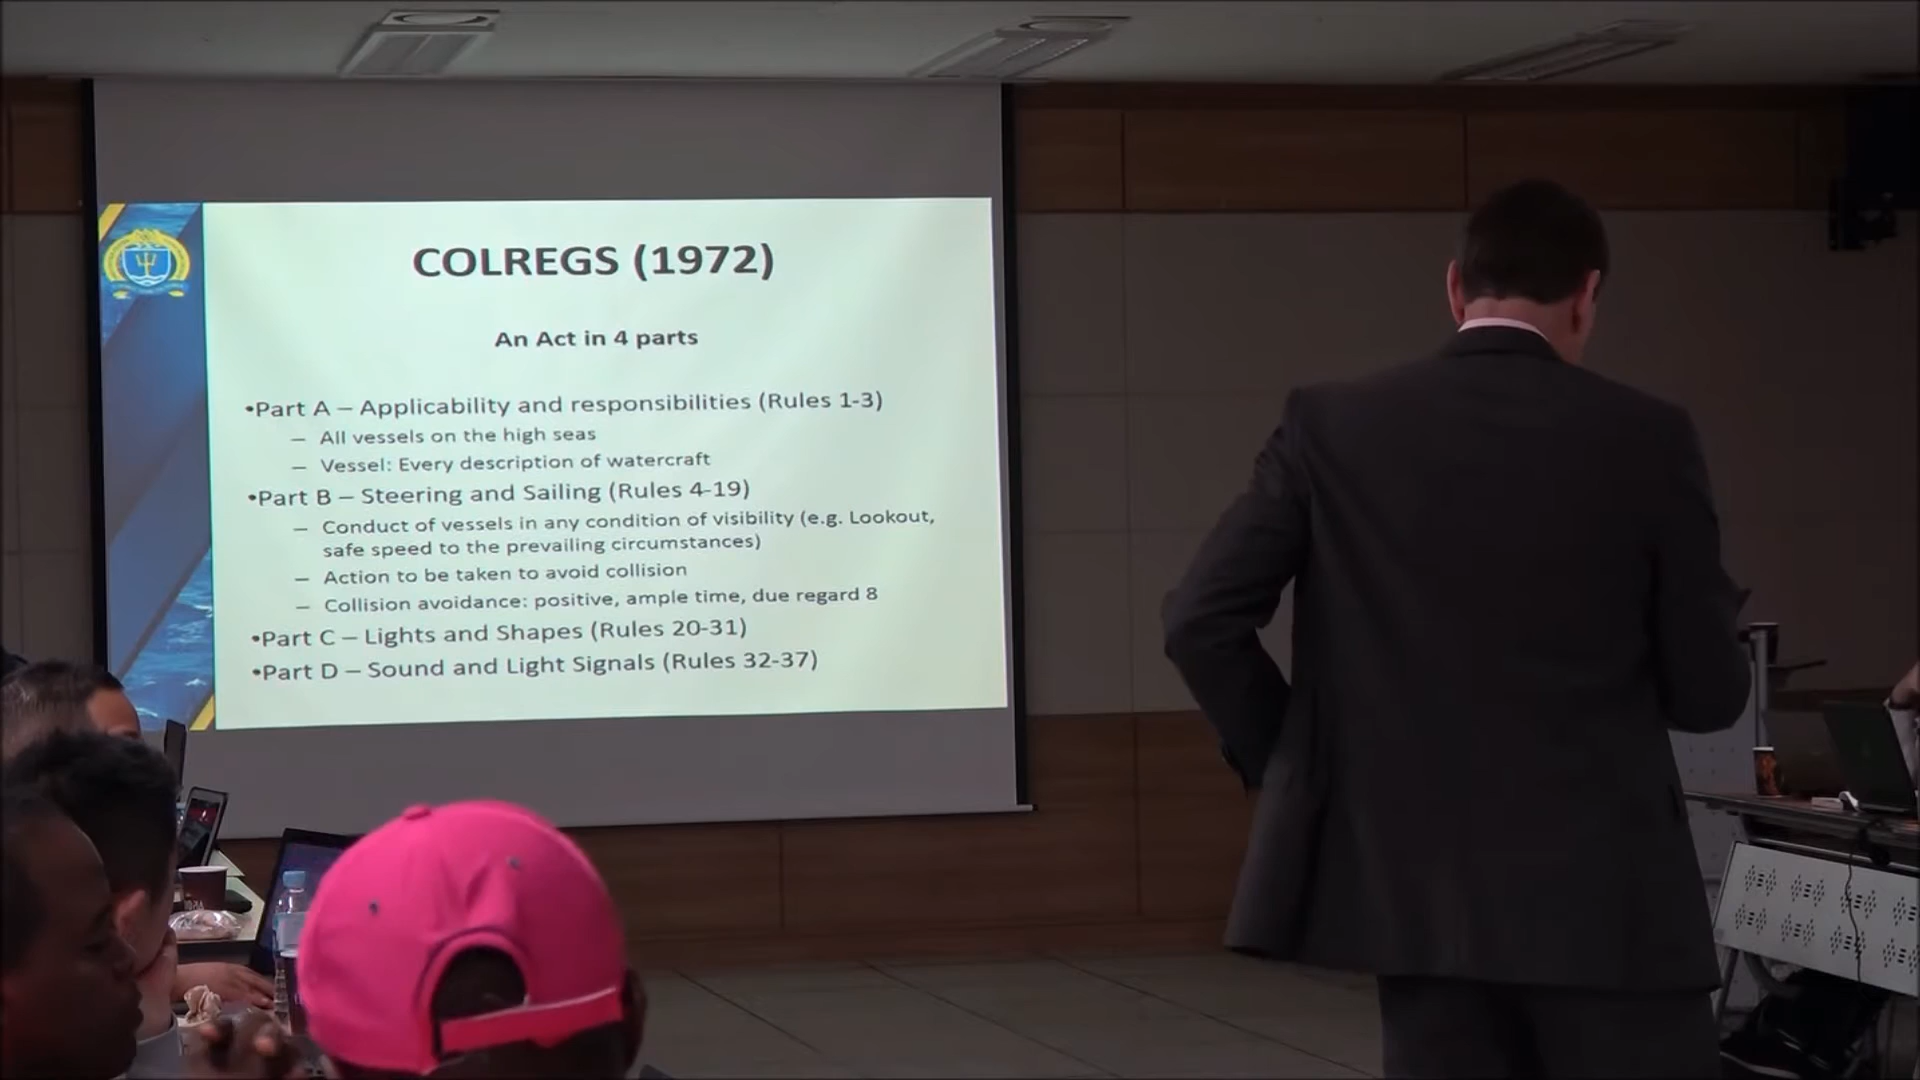 COLREGS (1972)
An Act in 4 parts
•Part A – Applicability and responsibilities (Rules 1-3)
– All vessels on the high seas
– Vessel: Every description of watercraft
•Part B – Steering and Sailing (Rules 4-19)
– Conduct of vessels in any condition of visibility (e.g. Lookout,
safe speed to the prevailing circumstances)
– Action to be taken to avoid collision
– Collision avoidance: positive, ample time, due regard 8
•Part C – Lights and Shapes (Rules 20-31)
•Part D – Sound and Light Signals (Rules 32-37)